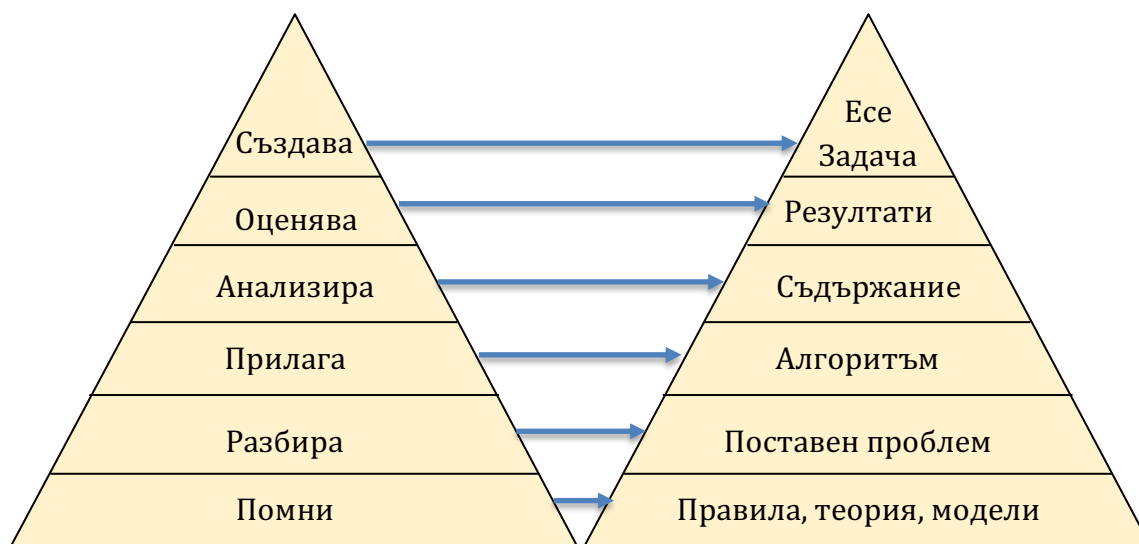 Създава
Оценява
Анализира
Прилага
Разбира
Помни
Есе
Задача
Резултати
Съдържание
Алгоритъм
Поставен проблем
Правила, теория, модели